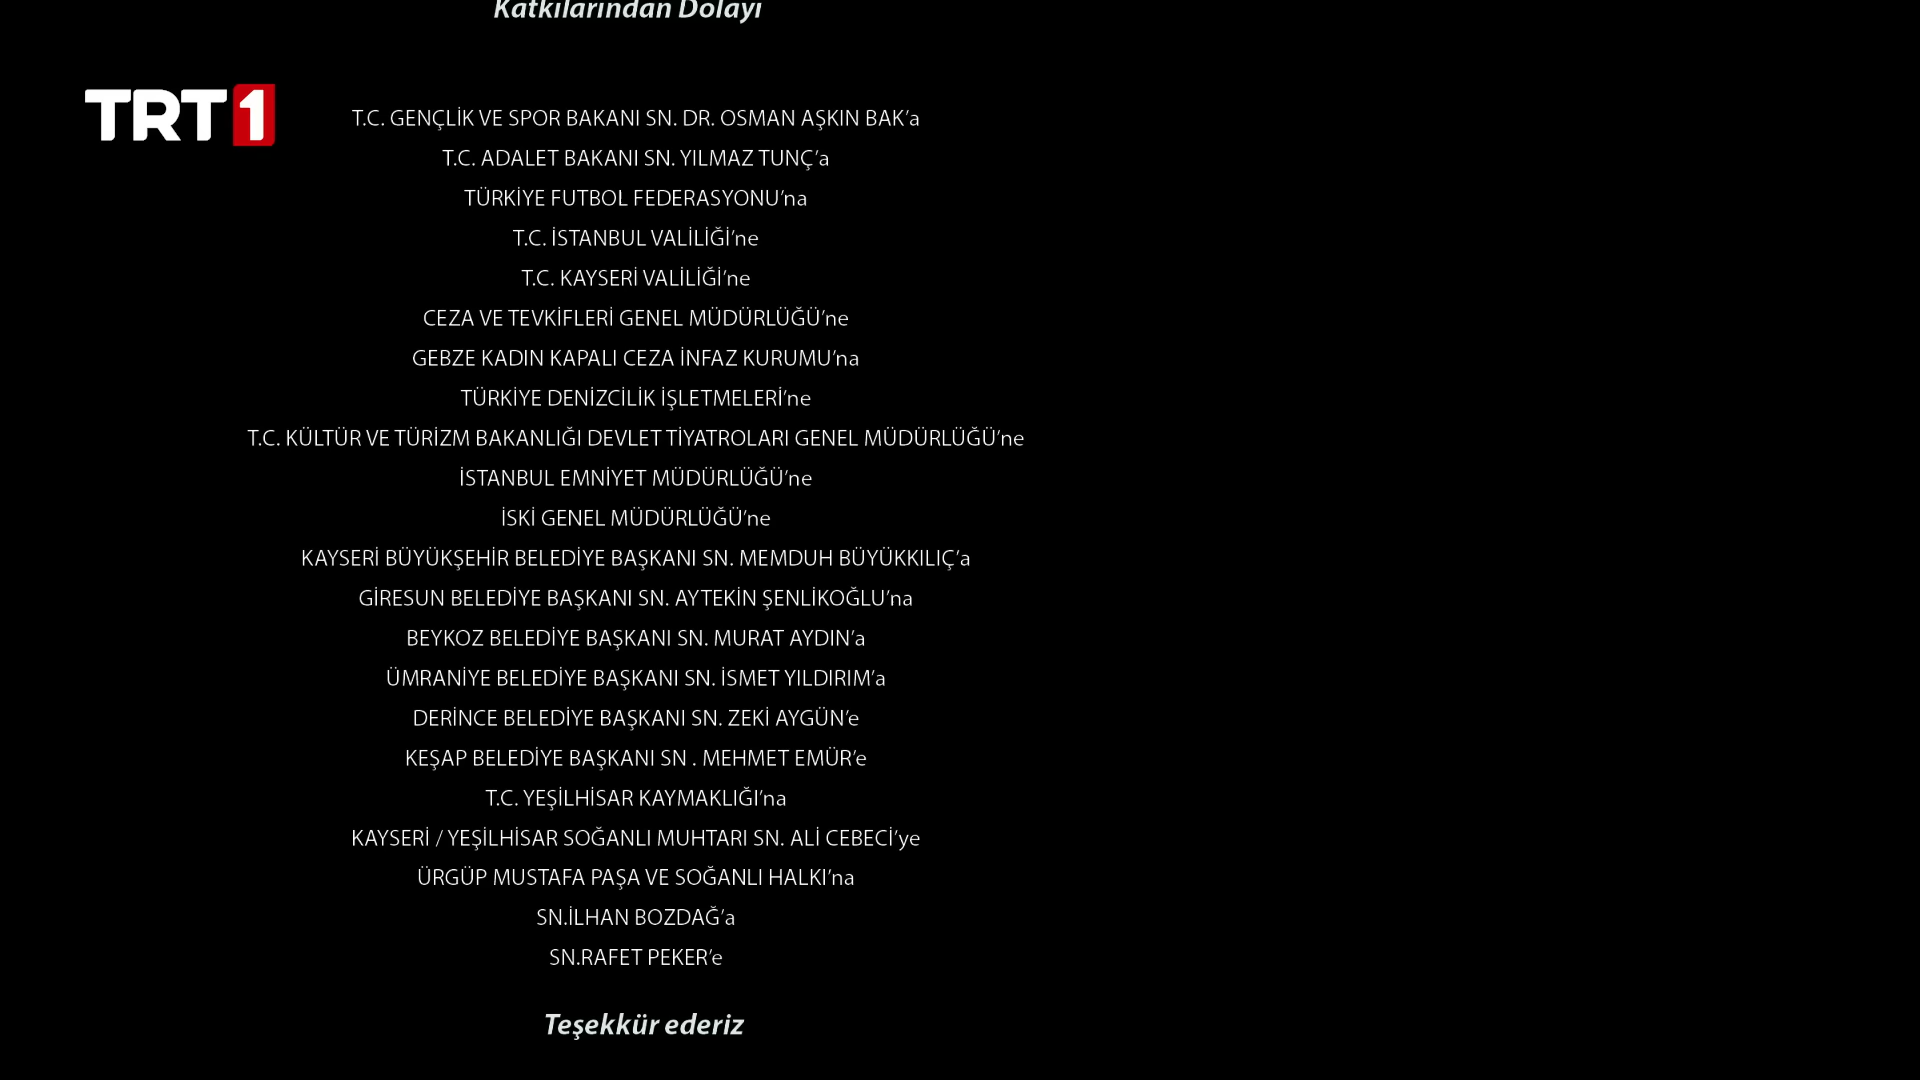 Katkılarından Dolayı
TRT 1
T.C. GENÇLİK VE SPOR BAKANI SN. DR. OSMAN AŞKIN BAK’a
T.C. ADALET BAKANI SN. YILMAZ TUNÇ’a
TÜRKİYE FUTBOL FEDERASYONU’na
T.C. İSTANBUL VALİLİĞİ’ne
T.C. KAYSERİ VALİLİĞİ’ne
CEZA VE TEVKİFLERİ GENEL MÜDÜRLÜĞÜ’ne
GEBZE KADIN KAPALI CEZA İNFAZ KURUMU’na
TÜRKİYE DENİZCİLİK İŞLETMELERİ’ne
T.C. KÜLTÜR VE TÜRİZM BAKANLIĞI DEVLET TİYATROLARI GENEL MÜDÜRLÜĞÜ’ne
İSTANBUL EMNİYET MÜDÜRLÜĞÜ’ne
İSKİ GENEL MÜDÜRLÜĞÜ’ne
KAYSERİ BÜYÜKŞEHİR BELEDİYE BAŞKANI SN. MEMDUH BÜYÜKKILIÇ’a
GİRESUN BELEDİYE BAŞKANI SN. AYTEKİN ŞENLİKOĞLU’na
BEYKOZ BELEDİYE BAŞKANI SN. MURAT AYDIN’a
ÜMRANİYE BELEDİYE BAŞKANI SN. İSMET YILDIRIM’a
DERİNCE BELEDİYE BAŞKANI SN. ZEKİ AYGÜN’e
KEŞAP BELEDİYE BAŞKANI SN . MEHMET EMÜR’e
T.C. YEŞİLHİSAR KAYMAKLIĞI’na
KAYSERİ / YEŞİLHİSAR SOĞANLI MUHTARI SN. ALİ CEBECİ’ye
ÜRGÜP MUSTAFA PAŞA VE SOĞANLI HALKI’na
SN.İLHAN BOZDAĞ’a
SN.RAFET PEKER’e
Teşekkür ederiz